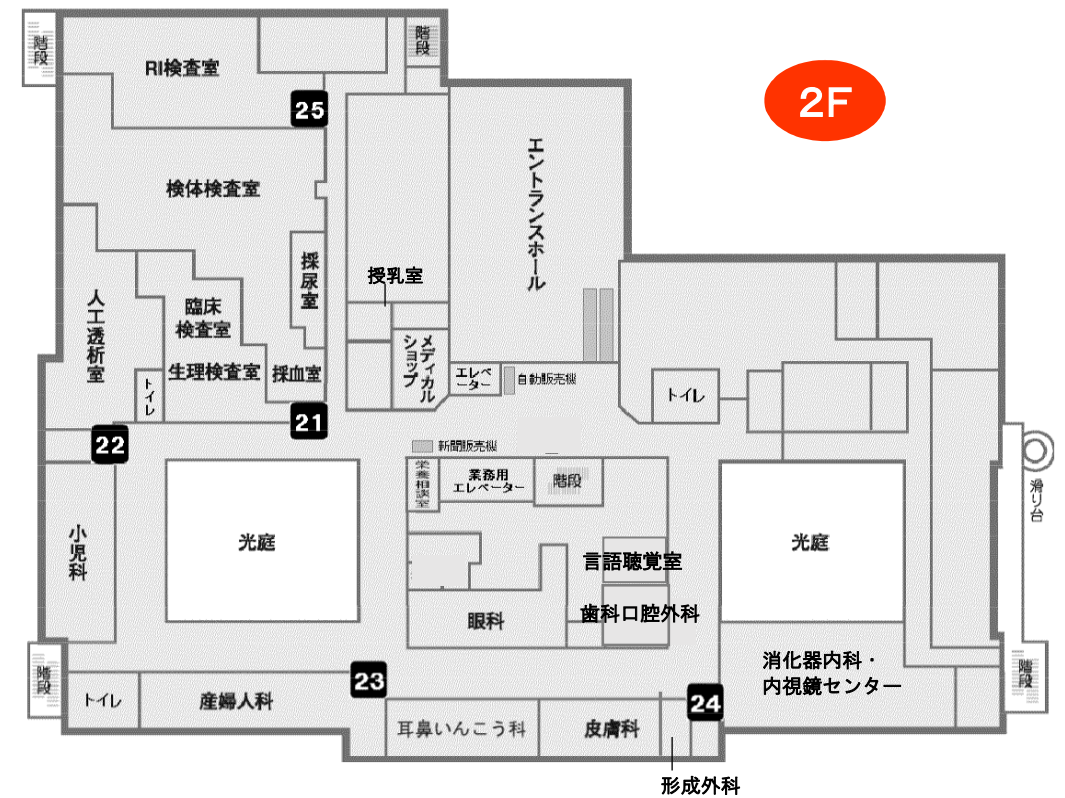 階段
階段
RI検査室
2F
25
エントランスホール
検体検査室
採尿室
授乳室
人工透析室
臨床
検査室
メディカル
ショップ
生理検査室
採血室
エレベ
ーター
自動販売機
トイレ
トイレ
21
22
新聞販売機
栄養相談室
業務用
エレベーター
階段
滑り台
小児科
光庭
光庭
言語聴覚室
歯科口腔外科
眼科
階段
23
消化器内科・
内視鏡センター
階段
トイレ
産婦人科
24
耳鼻いんこう科
皮膚科
形成外科